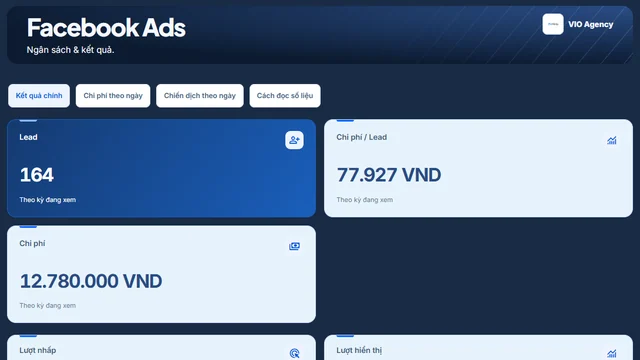 Facebook Ads
Ngân sách & kết quả.
VIO Agency
Kết quả chính
Chi phí theo ngày
Chiến dịch theo ngày
Cách đọc số liệu
Lead
164
Theo kỳ đang xem
Chi phí / Lead
77.927 VND
Theo kỳ đang xem
Chi phí
12.780.000 VND
Theo kỳ đang xem
Lượt nhấp
Lượt hiển thị